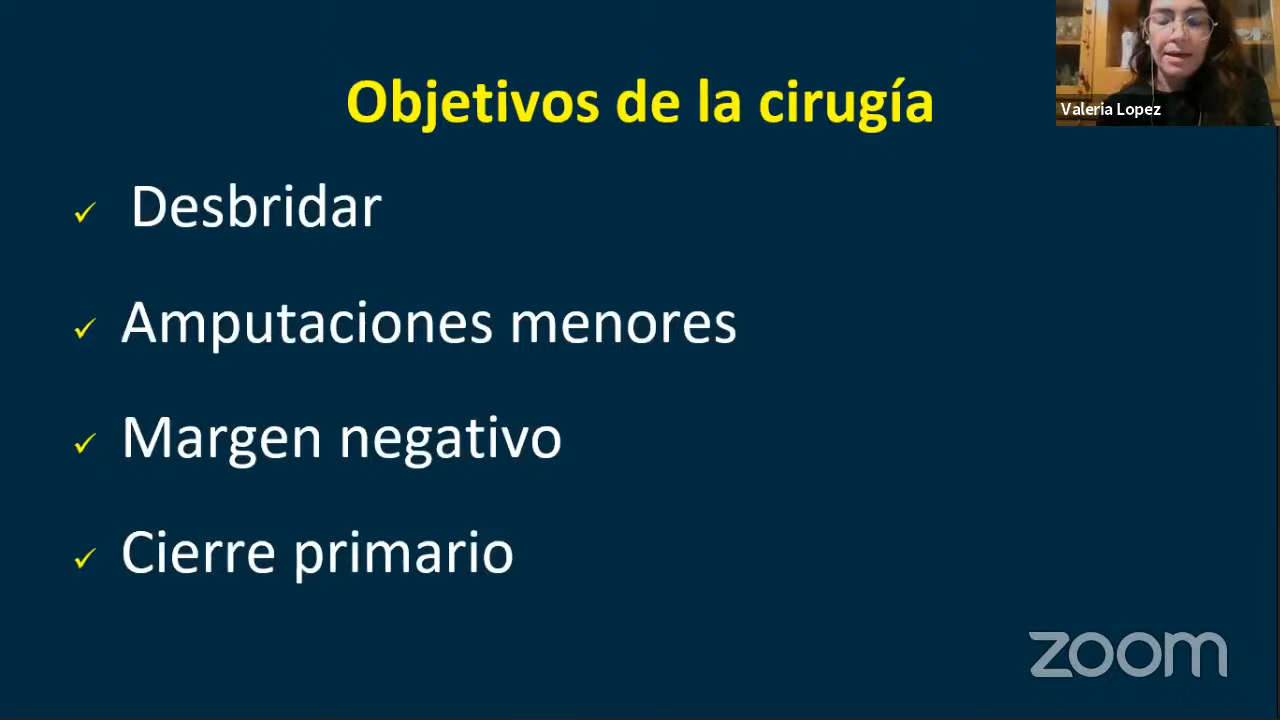 Objetivos de la cirugía
Valeria Lopez
Desbridar
Amputaciones menores
Margen negativo
Cierre primario
zoom